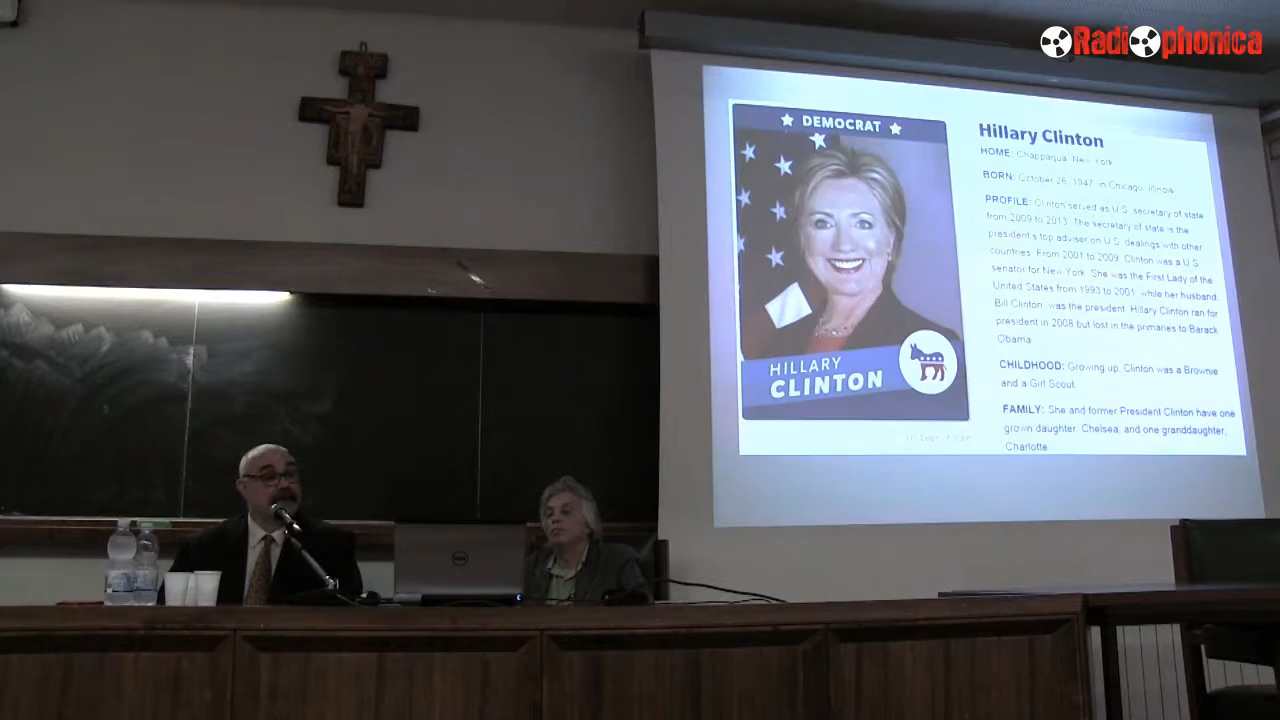 Radiophonica
★ DEMOCRAT ★
HILLARY
CLINTON
Hillary Clinton
HOME: Chappaqua, New York
BORN: October 26, 1947, in Chicago, Illinois
PROFILE: Clinton served as U.S. secretary of state
from 2009 to 2013. The secretary of state is the
president's top adviser on U.S. dealings with other
countries. From 2001 to 2009, Clinton was a U.S.
senator for New York. She was the First Lady of the
United States from 1993 to 2001, while her husband,
Bill Clinton, was the president. Hillary Clinton ran for
president in 2008 but lost in the primaries to Barack
Obama.
CHILDHOOD: Growing up, Clinton was a Brownie
and a Girl Scout.
FAMILY: She and former President Clinton have one
grown daughter, Chelsea, and one granddaughter,
Charlotte.
US Dept. of State
DELL